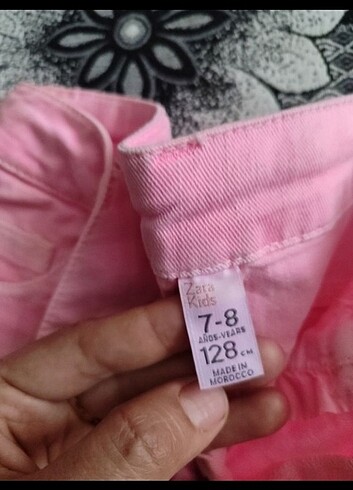 Zara
Kids
7-8
AÑOS-YEARS
128 CM
MADE IN
MOROCCO